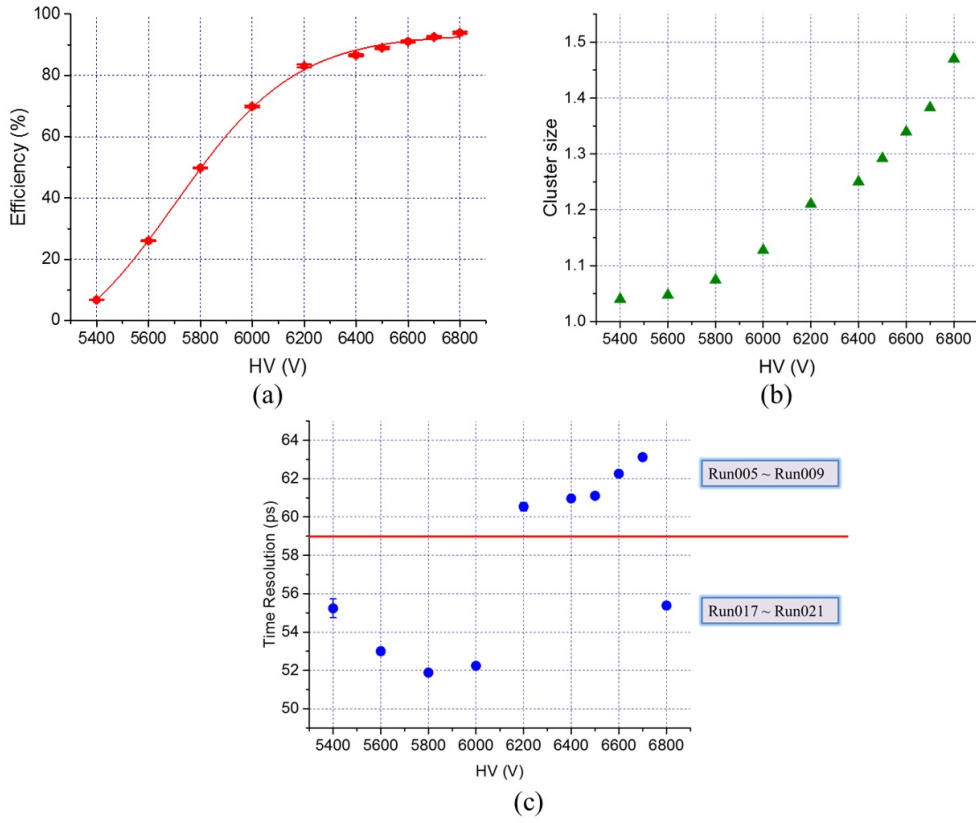 100
80
60
40
20
0
Efficiency (%)
5400 5600 5800 6000 6200 6400 6600 6800
HV (V)
(a)
1.5
1.4
1.3
1.2
1.1
1.0
Cluster size
5400 5600 5800 6000 6200 6400 6600 6800
HV (V)
(b)
64
62
60
58
56
54
52
50
Time Resolution (ps)
5400 5600 5800 6000 6200 6400 6600 6800
HV (V)
Run005 ~ Run009
Run017 ~ Run021
(c)